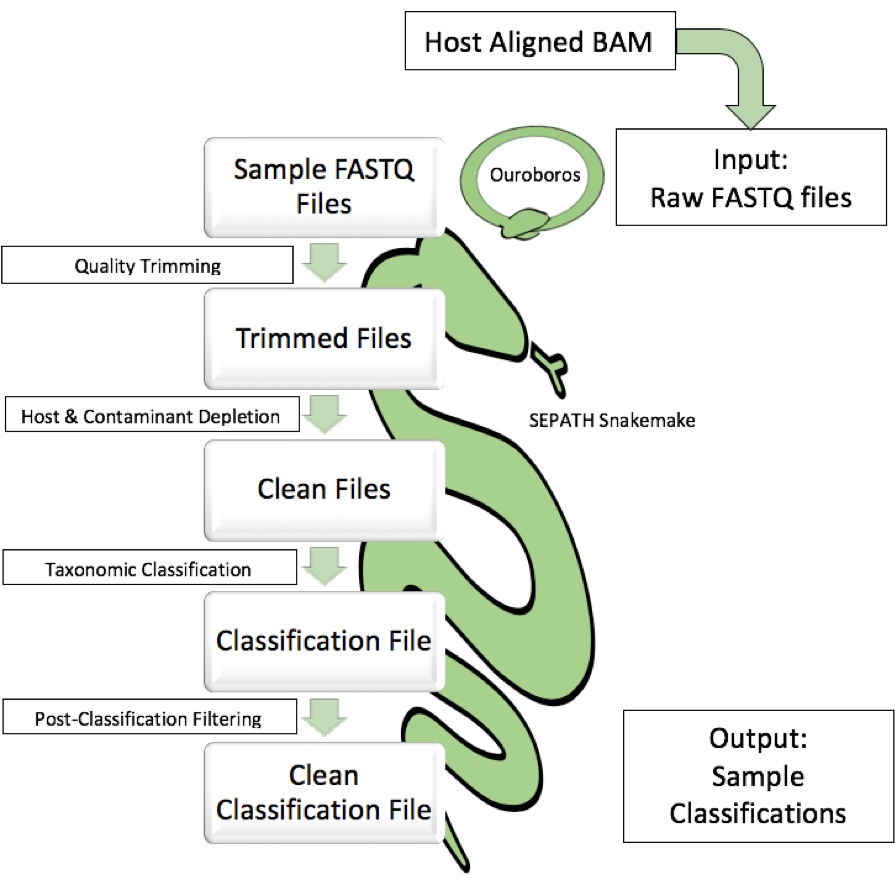 Host Aligned BAM
Input:
Raw FASTQ files
Ouroboros
Sample FASTQ
Files
Quality Trimming
Trimmed Files
Host & Contaminant Depletion
SEPATH Snakemake
Clean Files
Taxonomic Classification
Classification File
Post-Classification Filtering
Clean
Classification File
Output:
Sample
Classifications